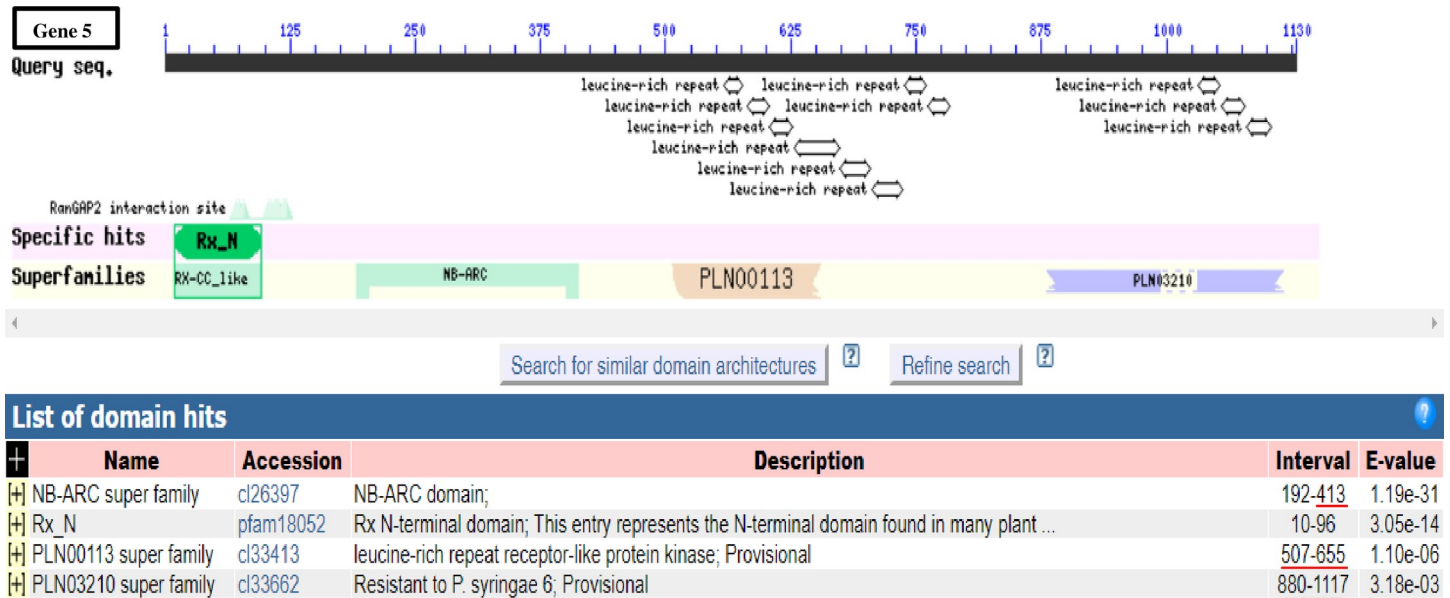 Gene 5
1 125 250 375 500 625 750 875 1000 1130
Query seq.
leucine-rich repeat leucine-rich repeat leucine-rich repeat
leucine-rich repeat leucine-rich repeat leucine-rich repeat
leucine-rich repeat leucine-rich repeat
leucine-rich repeat
leucine-rich repeat
leucine-rich repeat
RanGAP2 interaction site
Specific hits Rx_N
Superfamilies RX-CC_like NB-ARC PLN00113 PLN03210
Search for similar domain architectures ? Refine search ?
List of domain hits ?
+ Name Accession Description Interval E-value
[+] NB-ARC super family cl26397 NB-ARC domain; 192-413 1.19e-31
[+] Rx_N pfam18052 Rx N-terminal domain; This entry represents the N-terminal domain found in many plant ... 10-96 3.05e-14
[+] PLN00113 super family cl33413 leucine-rich repeat receptor-like protein kinase; Provisional 507-655 1.10e-06
[+] PLN03210 super family cl33662 Resistant to P. syringae 6; Provisional 880-1117 3.18e-03